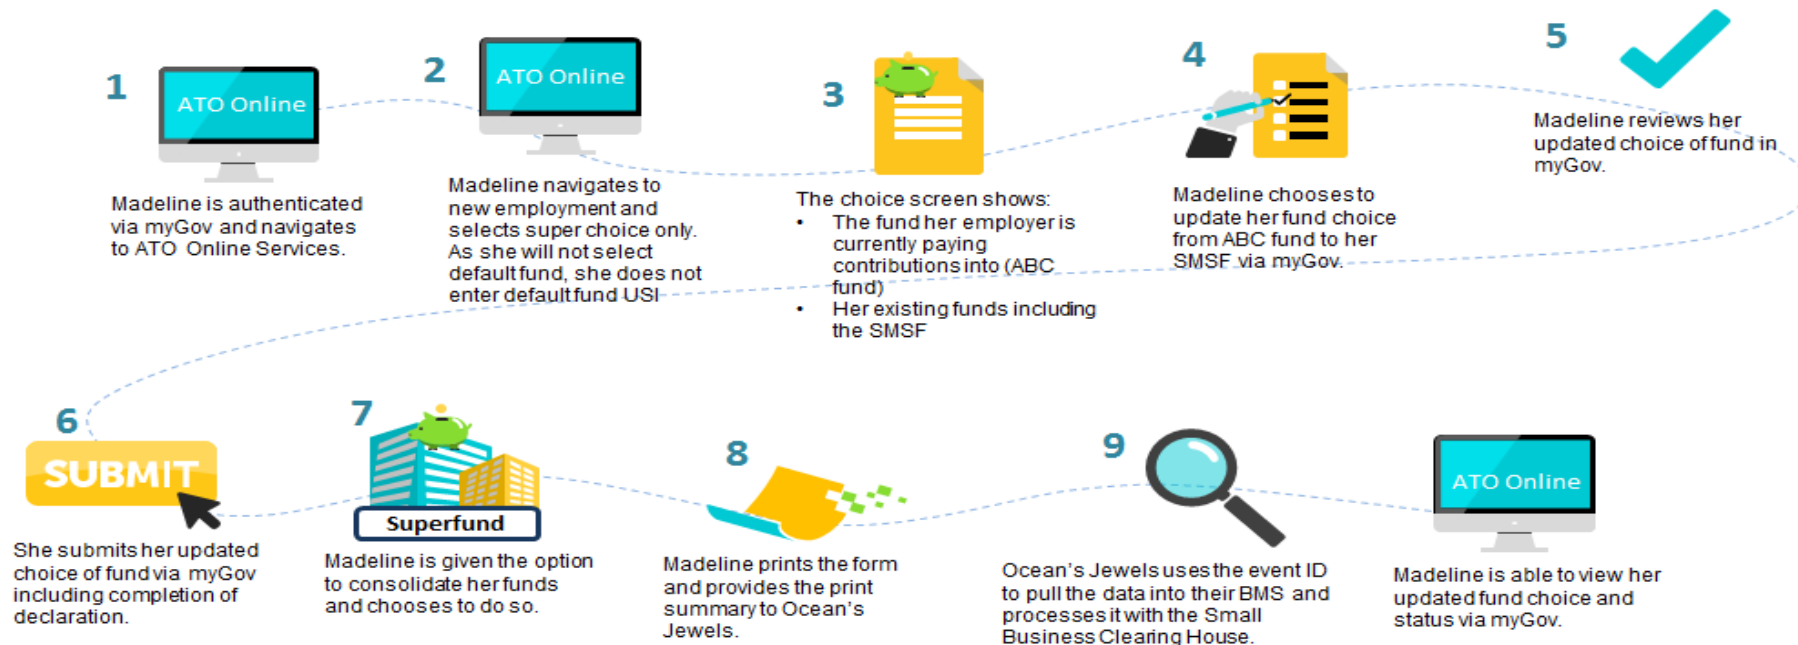 1
ATO Online
Madeline is authenticated
via myGov and navigates
to ATO Online Services.
2
ATO Online
Madeline navigates to
new employment and
selects super choice only.
As she will not select
default fund, she does not
enter default fund USI
3
The choice screen shows:
• The fund her employer is
currently paying
contributions into (ABC
fund)
• Her existing funds including
the SMSF
4
Madeline chooses to
update her fund choice
from ABC fund to her
SMSF via myGov.
5
Madeline reviews her
updated choice of fund in
myGov.
6
SUBMIT
She submits her updated
choice of fund via myGov
including completion of
declaration.
7
Superfund
Madeline is given the option
to consolidate her funds
and chooses to do so.
8
Madeline prints the form
and provides the print
summary to Ocean's
Jewels.
9
Ocean's Jewels uses the event ID
to pull the data into their BMS and
processes it with the Small
Business Clearing House.
ATO Online
Madeline is able to view her
updated fund choice and
status via myGov.